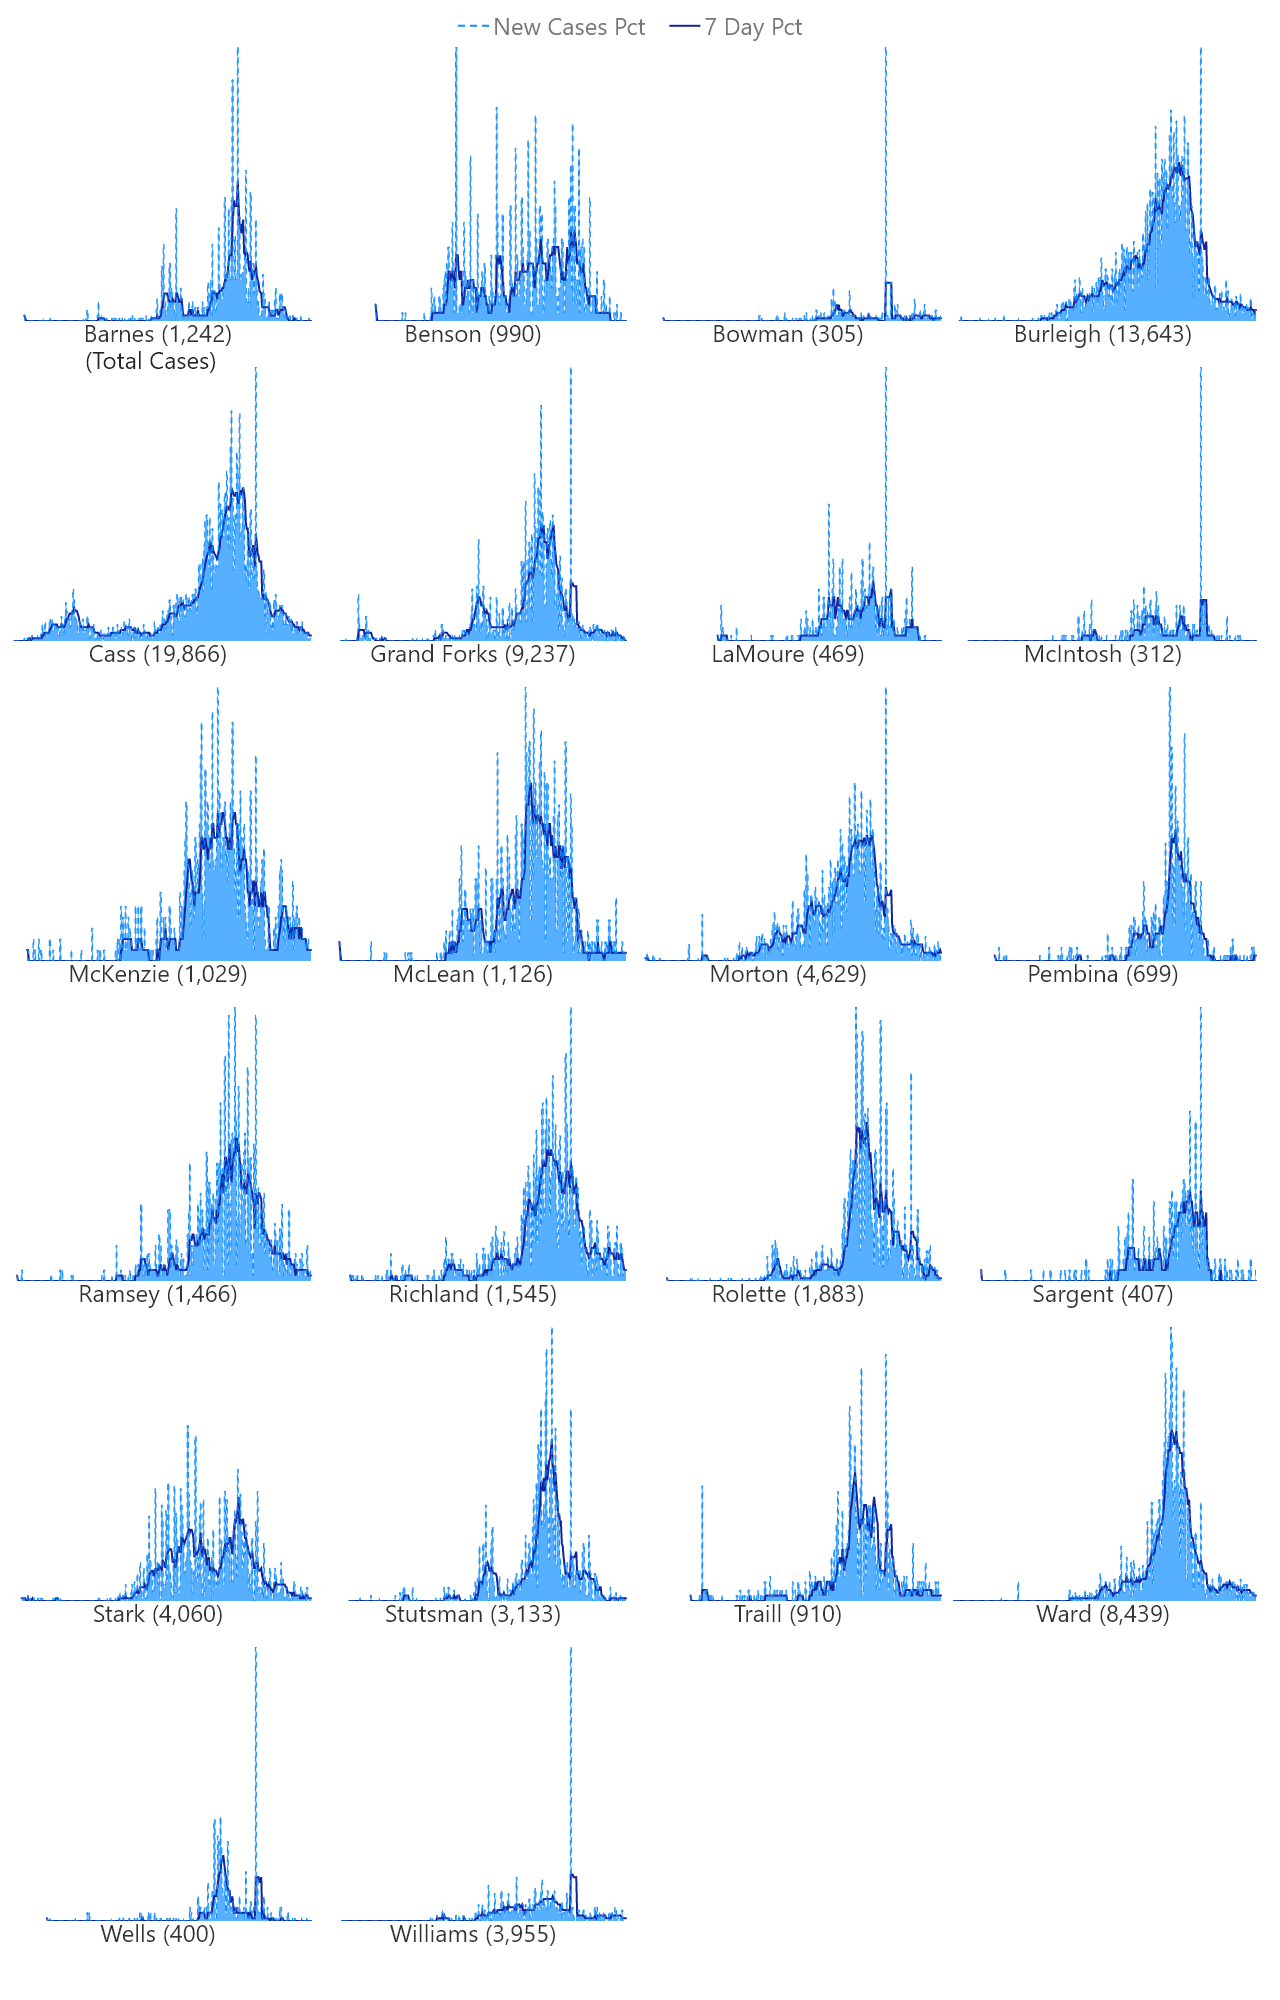 New Cases Pct 7 Day Pct
Barnes (1,242) Benson (990) Bowman (305) Burleigh (13,643)
(Total Cases)
Cass (19,866) Grand Forks (9,237) LaMoure (469) McIntosh (312)
McKenzie (1,029) McLean (1,126) Morton (4,629) Pembina (699)
Ramsey (1,466) Richland (1,545) Rolette (1,883) Sargent (407)
Stark (4,060) Stutsman (3,133) Traill (910) Ward (8,439)
Wells (400) Williams (3,955)